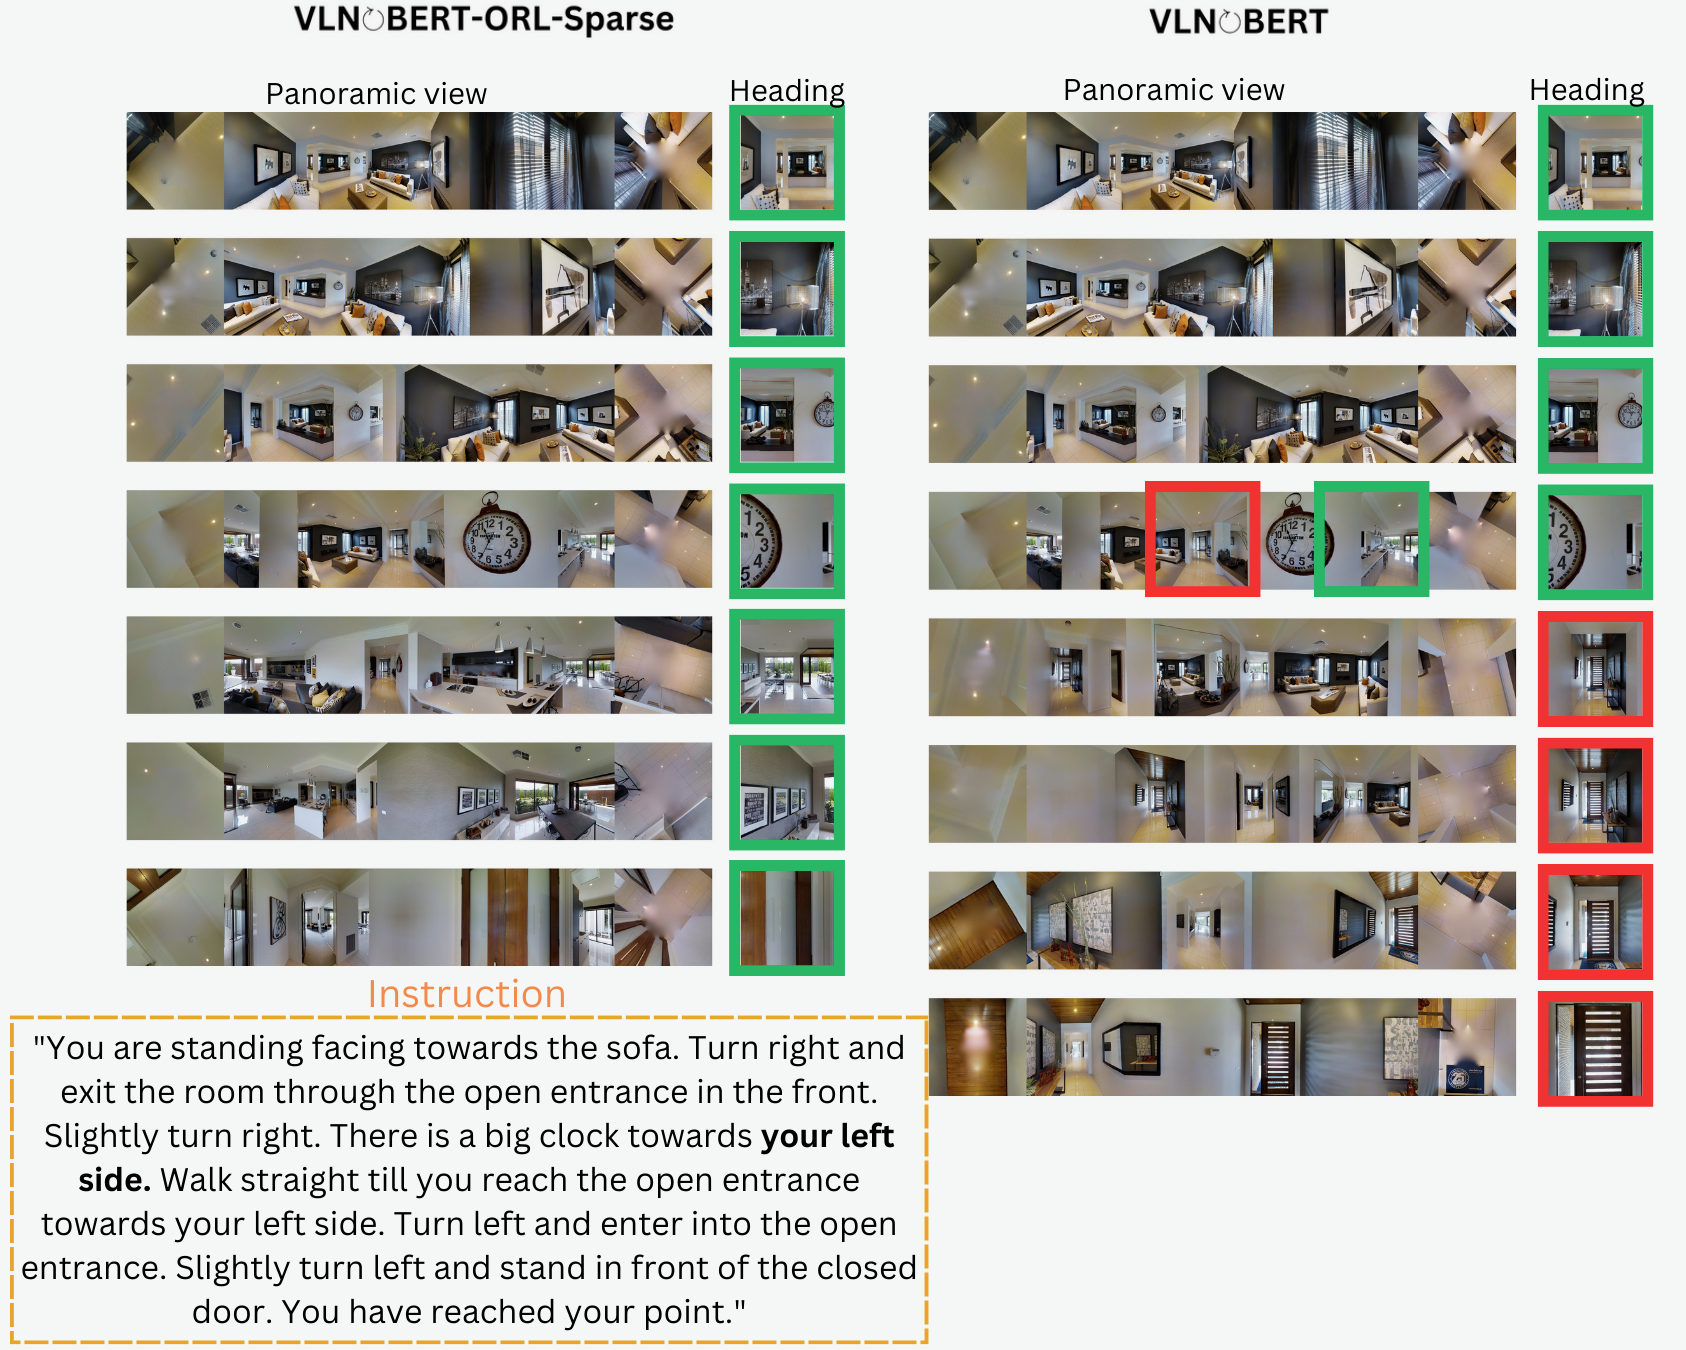 VLN↻BERT-ORL-Sparse
VLN↻BERT
Panoramic view
Heading
Panoramic view
Heading
Instruction
"You are standing facing towards the sofa. Turn right and
exit the room through the open entrance in the front.
Slightly turn right. There is a big clock towards your left
side. Walk straight till you reach the open entrance
towards your left side. Turn left and enter into the open
entrance. Slightly turn left and stand in front of the closed
door. You have reached your point."